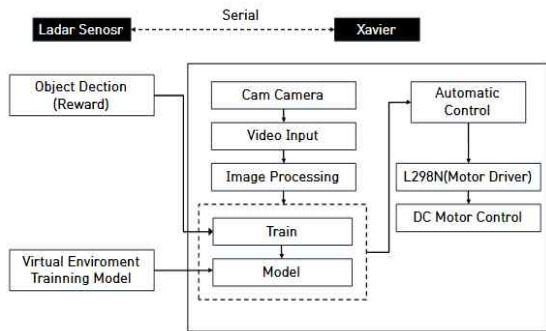 Serial
Ladar Senosr
Xavier
Object Dection
(Reward)
Cam Camera
Automatic
Control
Video Input
Image Processing
L298N(Motor Driver)
DC Motor Control
Train
Virtual Enviroment
Trainning Model
Model